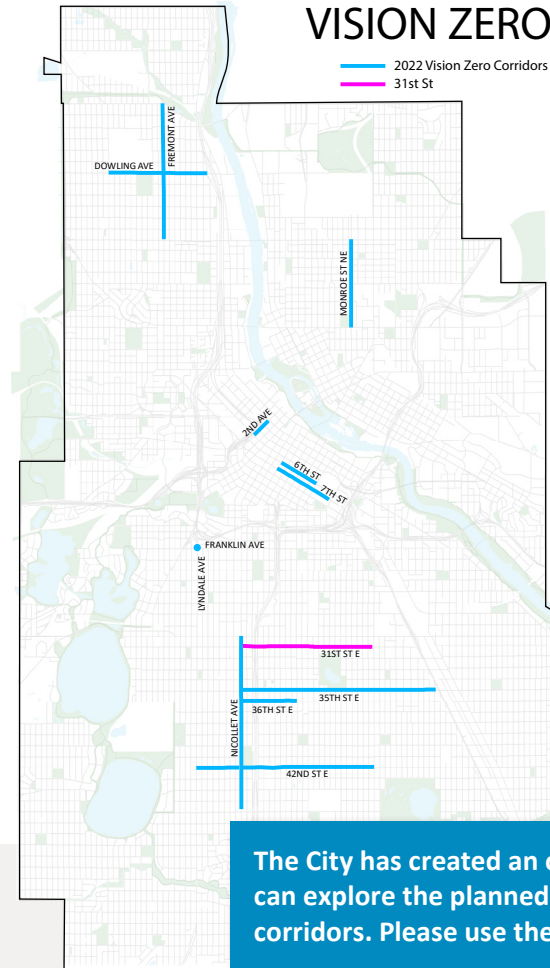 VISION ZERO
2022 Vision Zero Corridors
31st St
FREMONT AVE
DOWLING AVE
MONROE ST NE
2ND AVE
6TH ST
7TH ST
FRANKLIN AVE
LYNDALE AVE
31ST ST E
35TH ST E
36TH ST E
NICOLLET AVE
42ND ST E
The City has created an
can explore the planned
corridors. Please use the